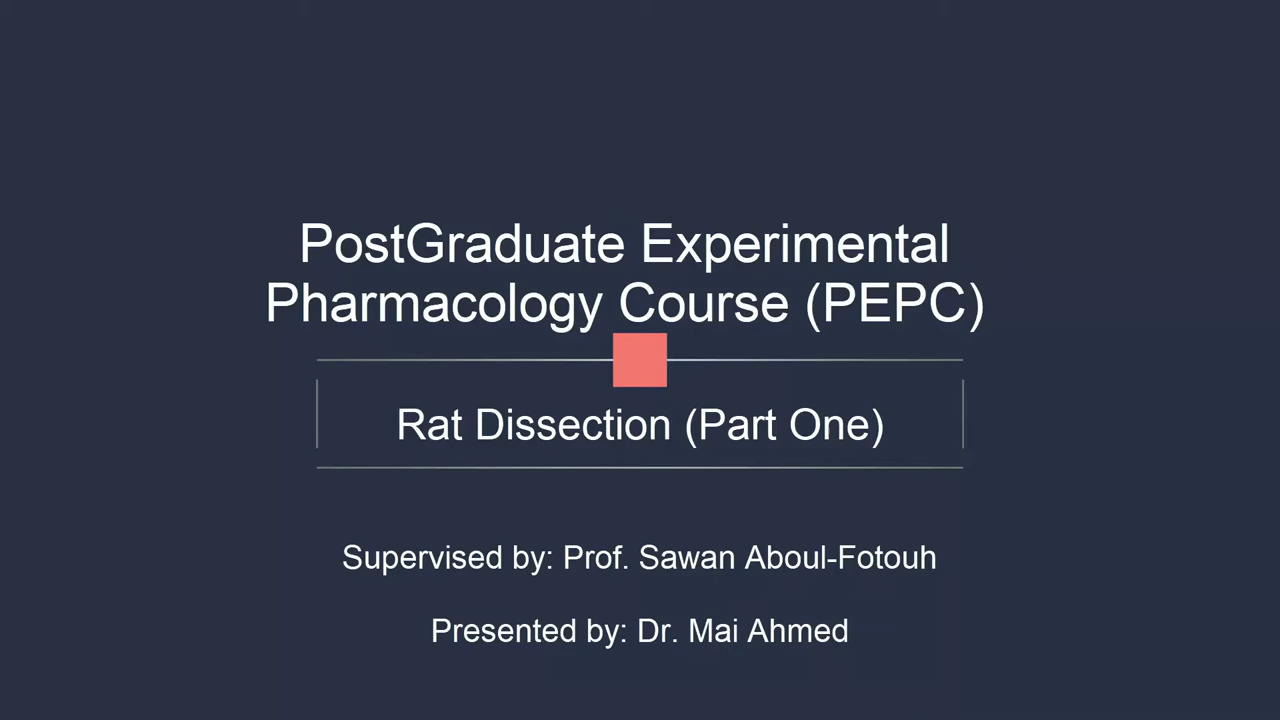 PostGraduate Experimental
Pharmacology Course (PEPC)
Rat Dissection (Part One)
Supervised by: Prof. Sawan Aboul-Fotouh
Presented by: Dr. Mai Ahmed